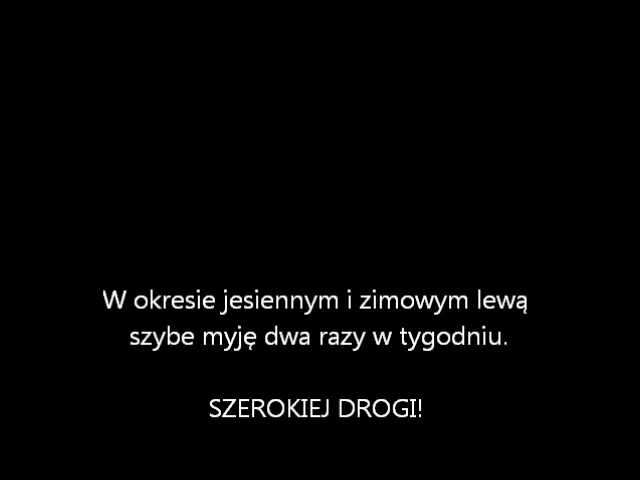 W okresie jesiennym i zimowym lewą
szybe myję dwa razy w tygodniu.
SZEROKIEJ DROGI!